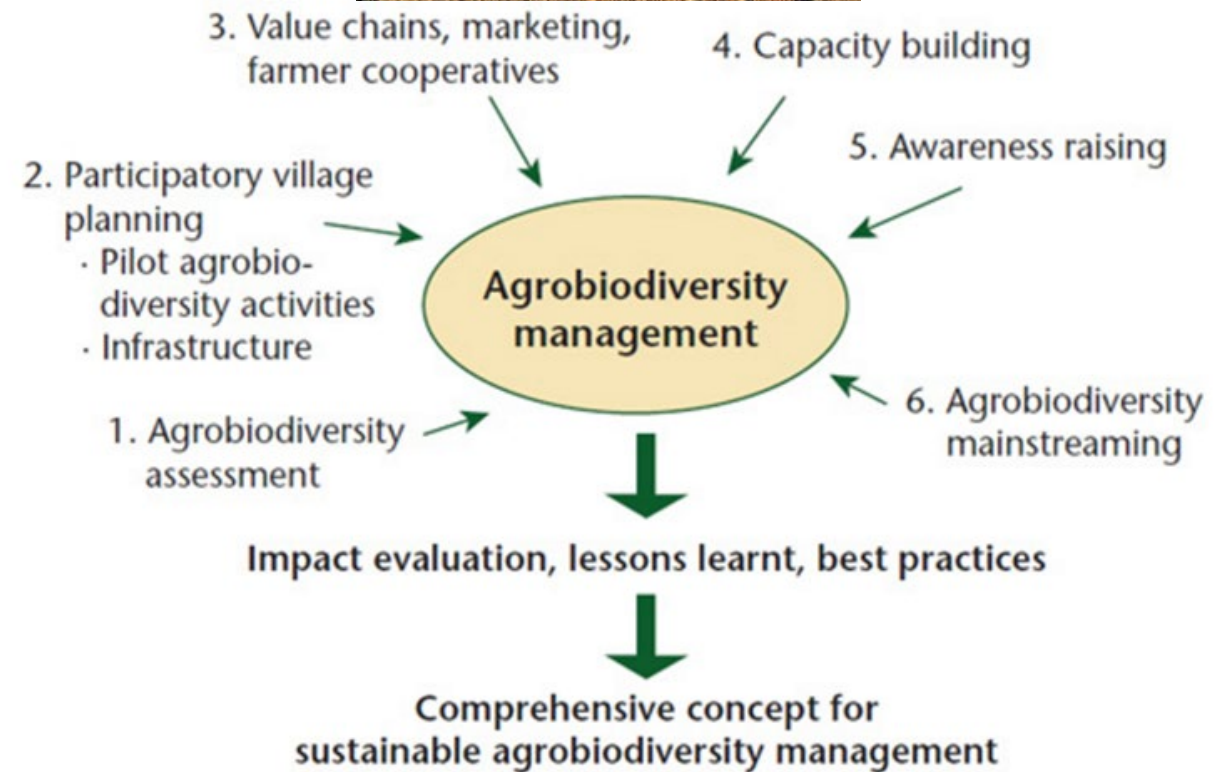 3. Value chains, marketing,
farmer cooperatives
4. Capacity building
5. Awareness raising
2. Participatory village
planning
· Pilot agrobio-
diversity activities
· Infrastructure
Agrobiodiversity
management
1. Agrobiodiversity
assessment
6. Agrobiodiversity
mainstreaming
Impact evaluation, lessons learnt, best practices
Comprehensive concept for
sustainable agrobiodiversity management